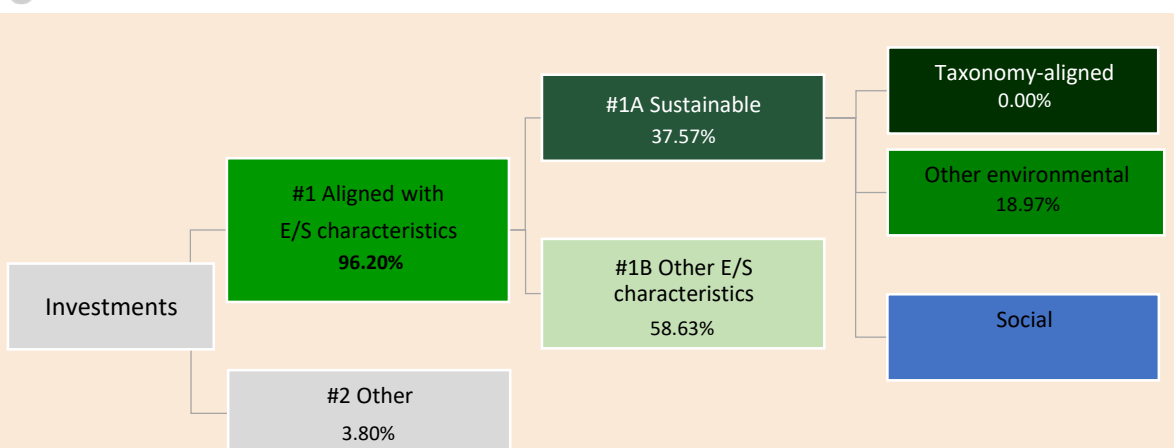 Investments
#1 Aligned with
E/S characteristics
96.20%
#2 Other
3.80%
#1A Sustainable
37.57%
#1B Other E/S
characteristics
58.63%
Taxonomy-aligned
0.00%
Other environmental
18.97%
Social